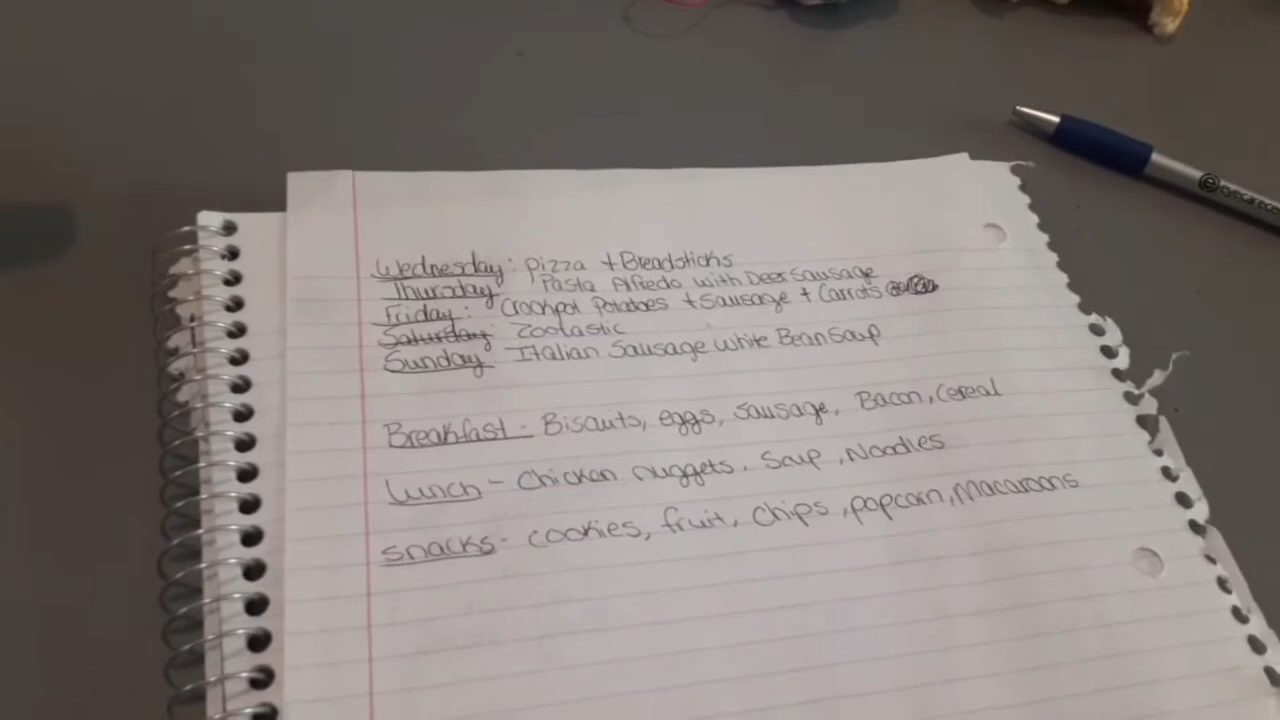 Wednesday: Pizza + Breadsticks
Thursday Pasta Alfredo with Deer Sausage
Friday: Crockpot Potatoes + Sausage + Carrots
Saturday: Zootastic
Sunday: Italian Sausage White Bean Soup
Breakfast - Biscuits, eggs, sausage, Bacon, Cereal
Lunch - Chicken nuggets, Soup, Noodles
Snacks - cookies, fruit, chips, popcorn, Macaroons
eyecarece